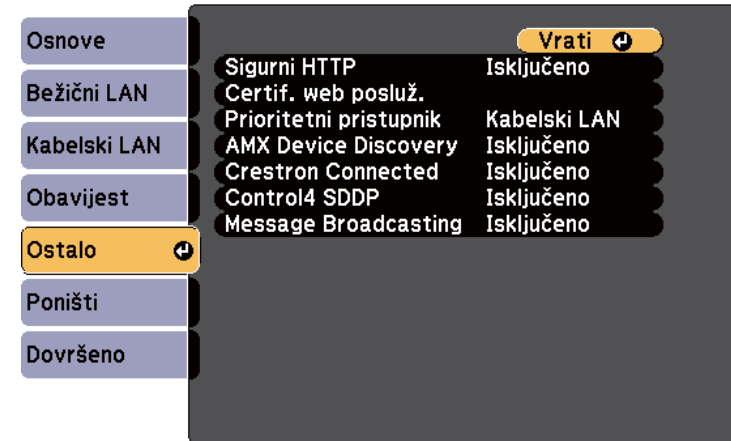 Osnove
Bežični LAN
Kabelski LAN
Obavijest
Ostalo
Poništi
Dovršeno
Vrati
Sigurni HTTP Isključeno
Certif. web posluž.
Prioritetni pristupnik Kabelski LAN
AMX Device Discovery Isključeno
Crestron Connected Isključeno
Control4 SDDP Isključeno
Message Broadcasting Isključeno